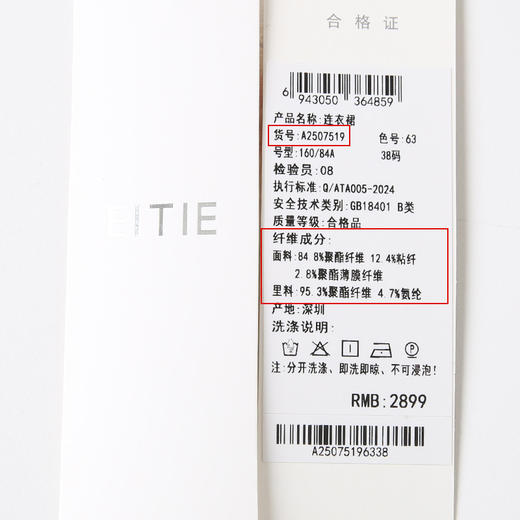 EITIE
合格证
6 943050 364859
产品名称:连衣裙
货号:A2507519 色号:63
号型:160/84A 38码
检验员:08
执行标准:Q/ATA005-2024
安全技术类别:GB18401 B类
质量等级:合格品
纤维成分:
面料:84.8%聚酯纤维 12.4%粘纤
2.8%聚酯薄膜纤维
里料:95.3%聚酯纤维 4.7%氨纶
产地:深圳
洗涤说明:
注:分开洗涤、即洗即晾、不可浸泡!
RMB:2899
A25075196338